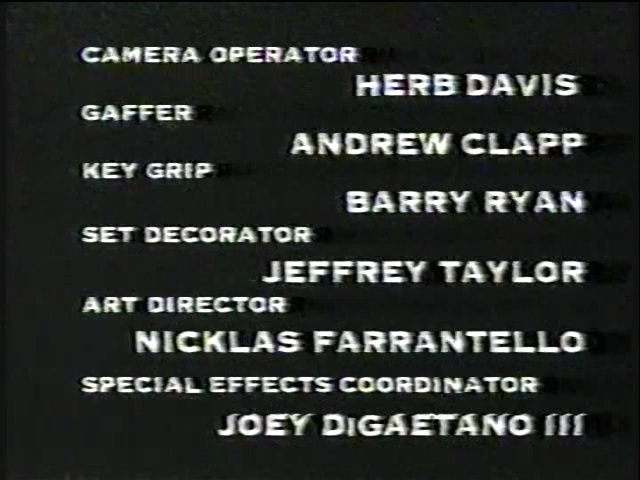 CAMERA OPERATOR
HERB DAVIS
GAFFER
ANDREW CLAPP
KEY GRIP
BARRY RYAN
SET DECORATOR
JEFFREY TAYLOR
ART DIRECTOR
NICKLAS FARRANTELLO
SPECIAL EFFECTS COORDINATOR
JOEY DiGAETANO III